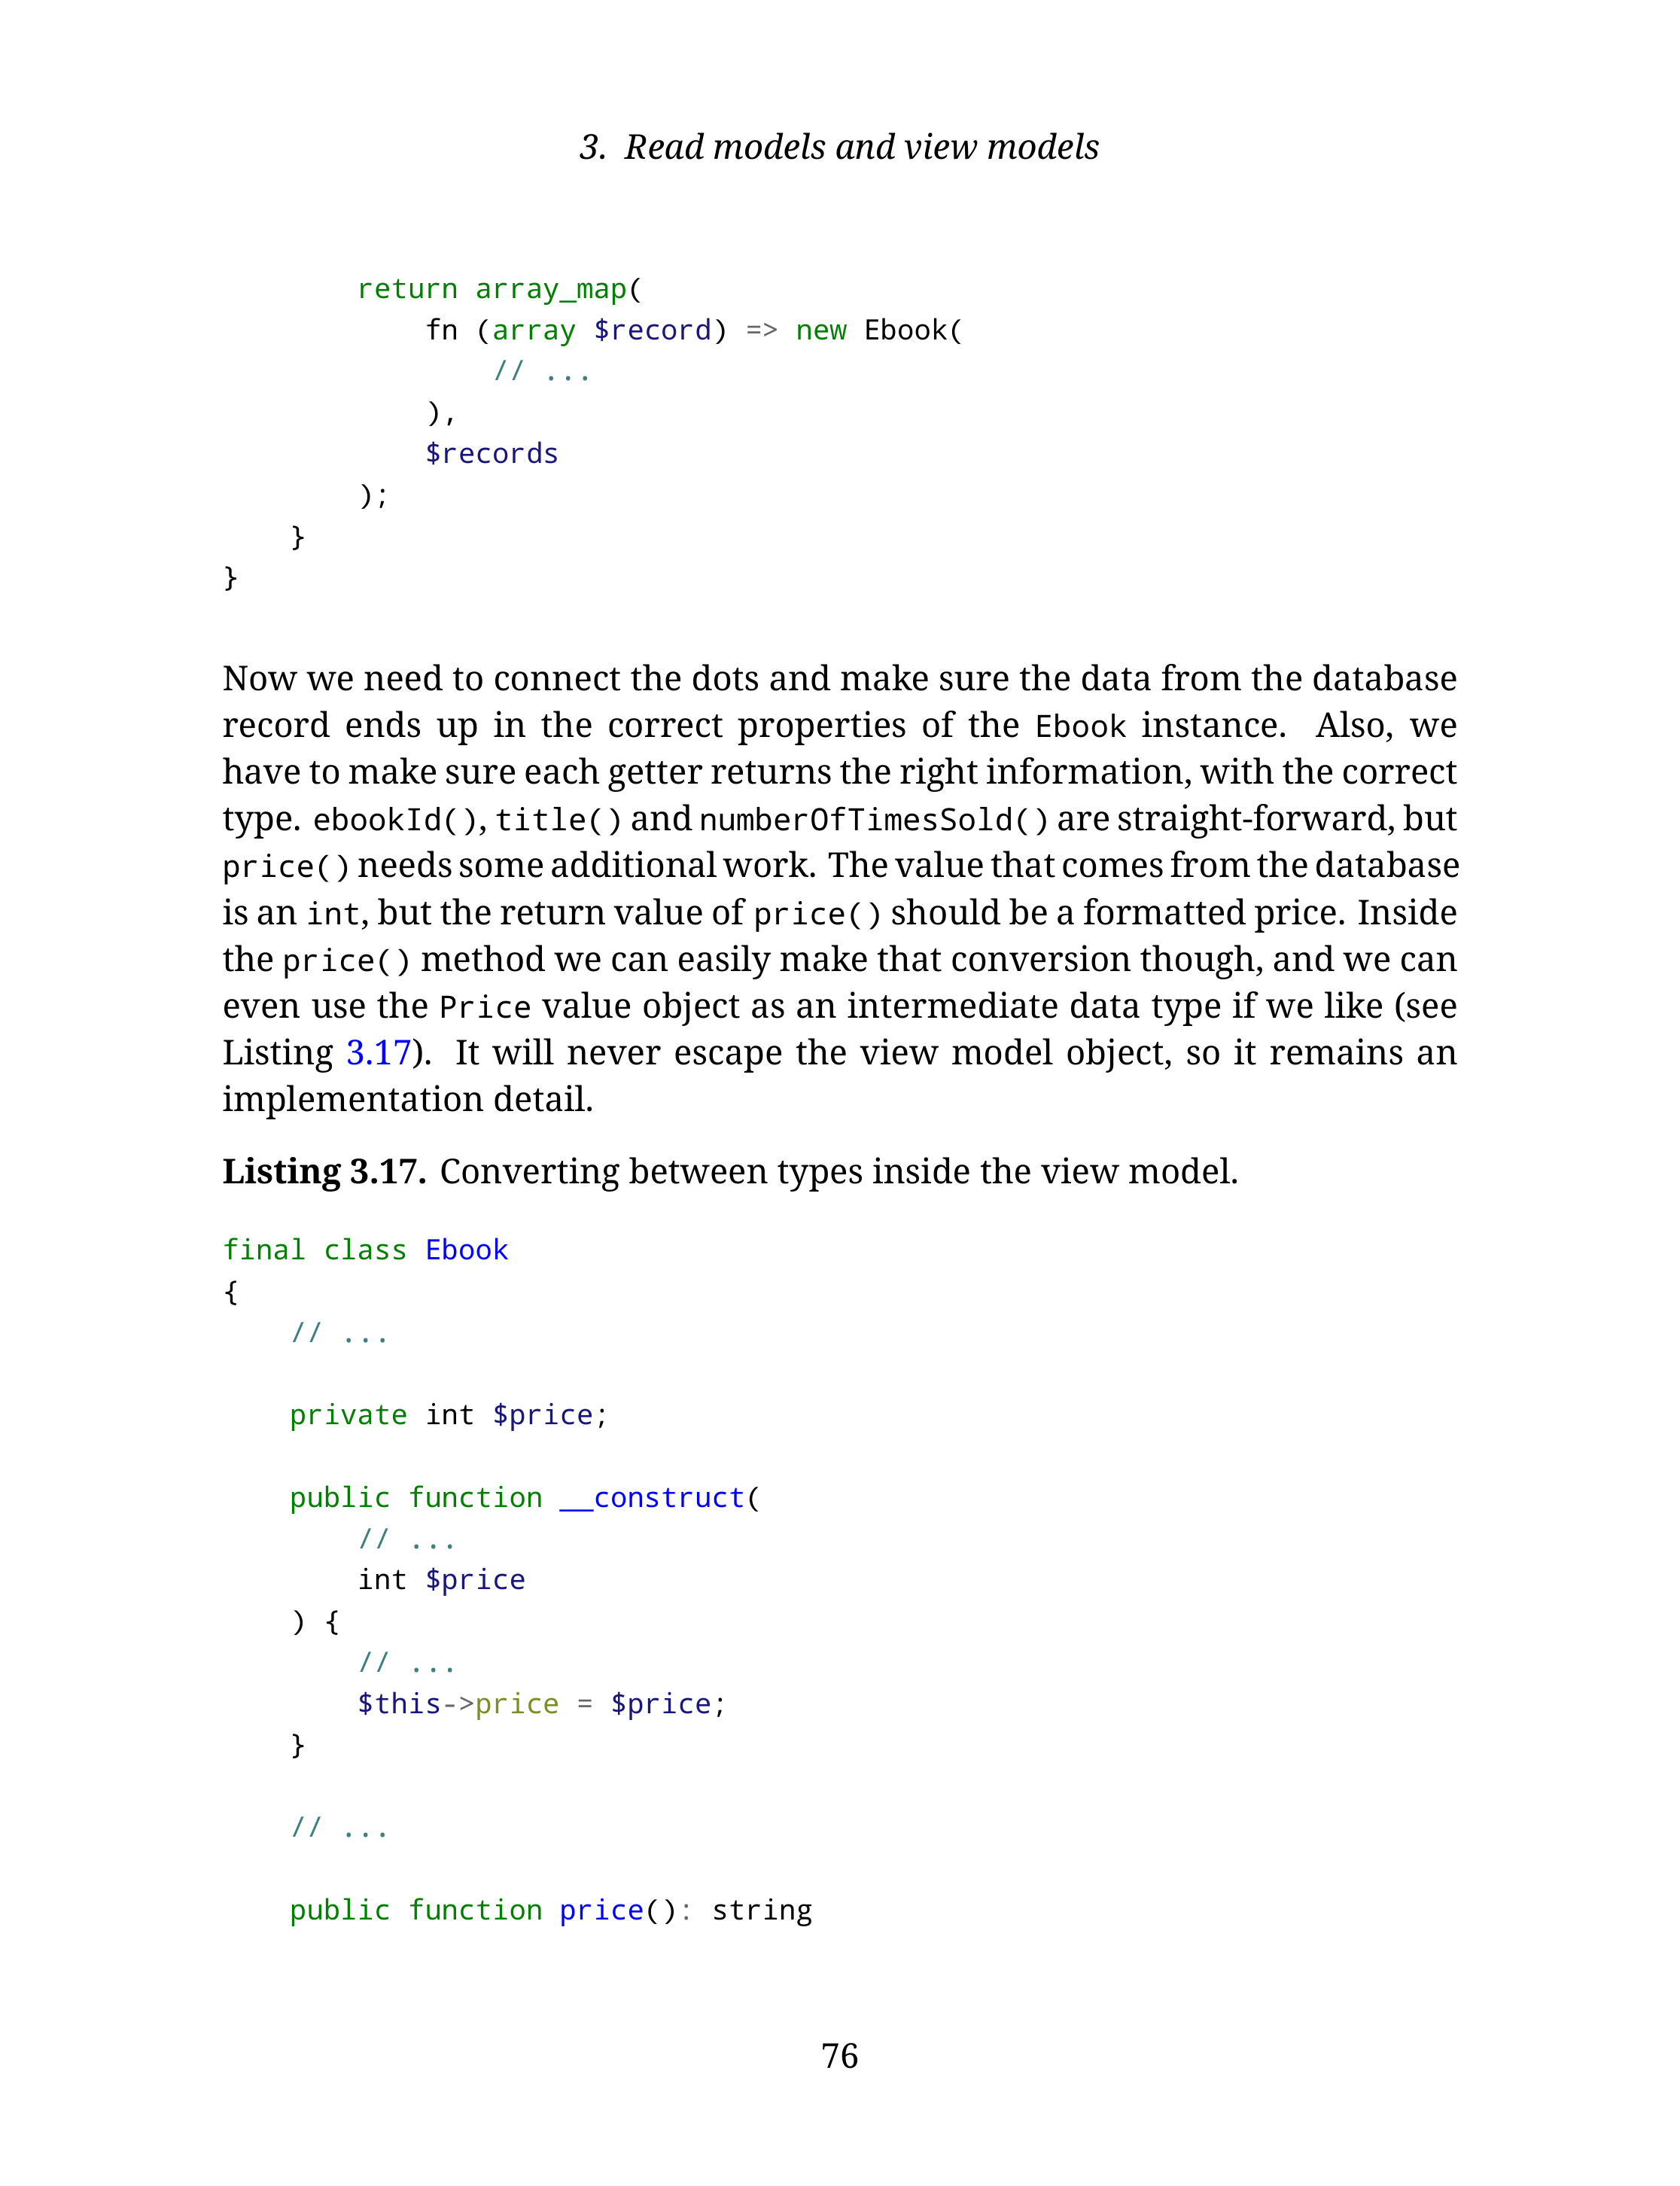 3. Read models and view models
        return array_map(
            fn (array $record) => new Ebook(
                // ...
            ),
            $records
        );
    }
}
Now we need to connect the dots and make sure the data from the database
record ends up in the correct properties of the Ebook instance. Also, we
have to make sure each getter returns the right information, with the correct
type. ebookId(), title() and numberOfTimesSold() are straight-forward, but
price() needs some additional work. The value that comes from the database
is an int, but the return value of price() should be a formatted price. Inside
the price() method we can easily make that conversion though, and we can
even use the Price value object as an intermediate data type if we like (see
Listing 3.17). It will never escape the view model object, so it remains an
implementation detail.
Listing 3.17. Converting between types inside the view model.
final class Ebook
{
    // ...
    private int $price;
    public function __construct(
        // ...
        int $price
    ) {
        // ...
        $this->price = $price;
    }
    // ...
    public function price(): string
76